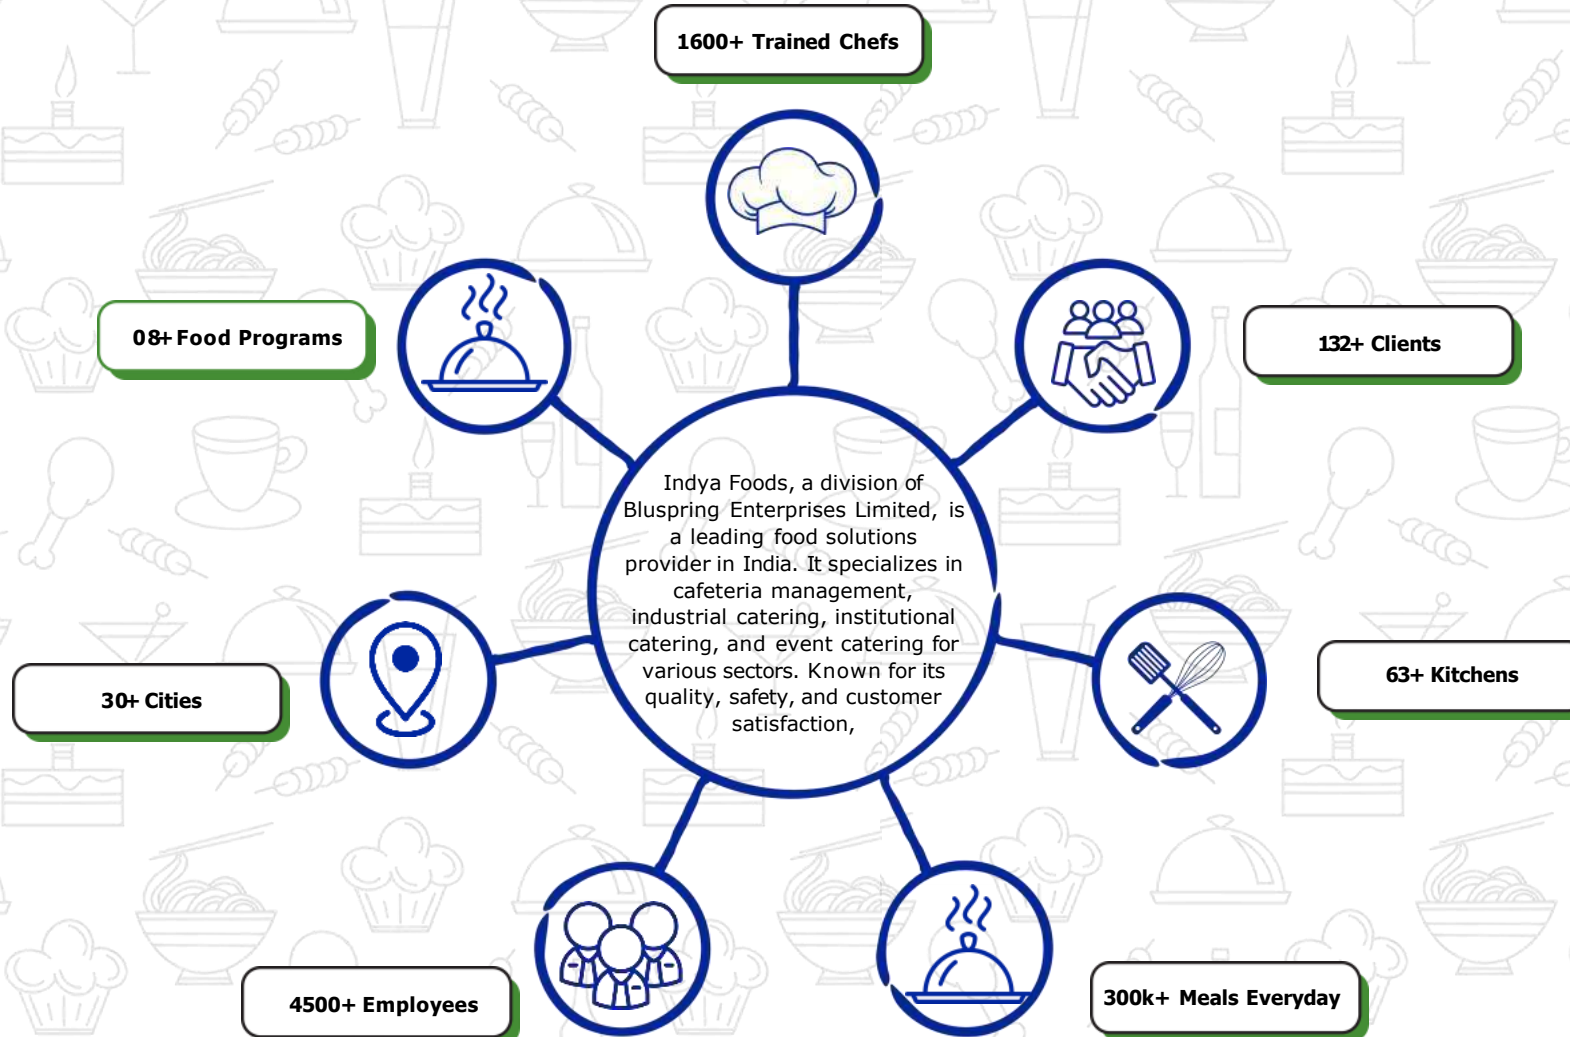 1600+ Trained Chefs
08+ Food Programs
132+ Clients
Indya Foods, a division of
Bluspring Enterprises Limited, is
a leading food solutions
provider in India. It specializes in
cafeteria management,
industrial catering, institutional
catering, and event catering for
various sectors. Known for its
quality, safety, and customer
satisfaction,
30+ Cities
63+ Kitchens
4500+ Employees
300k+ Meals Everyday